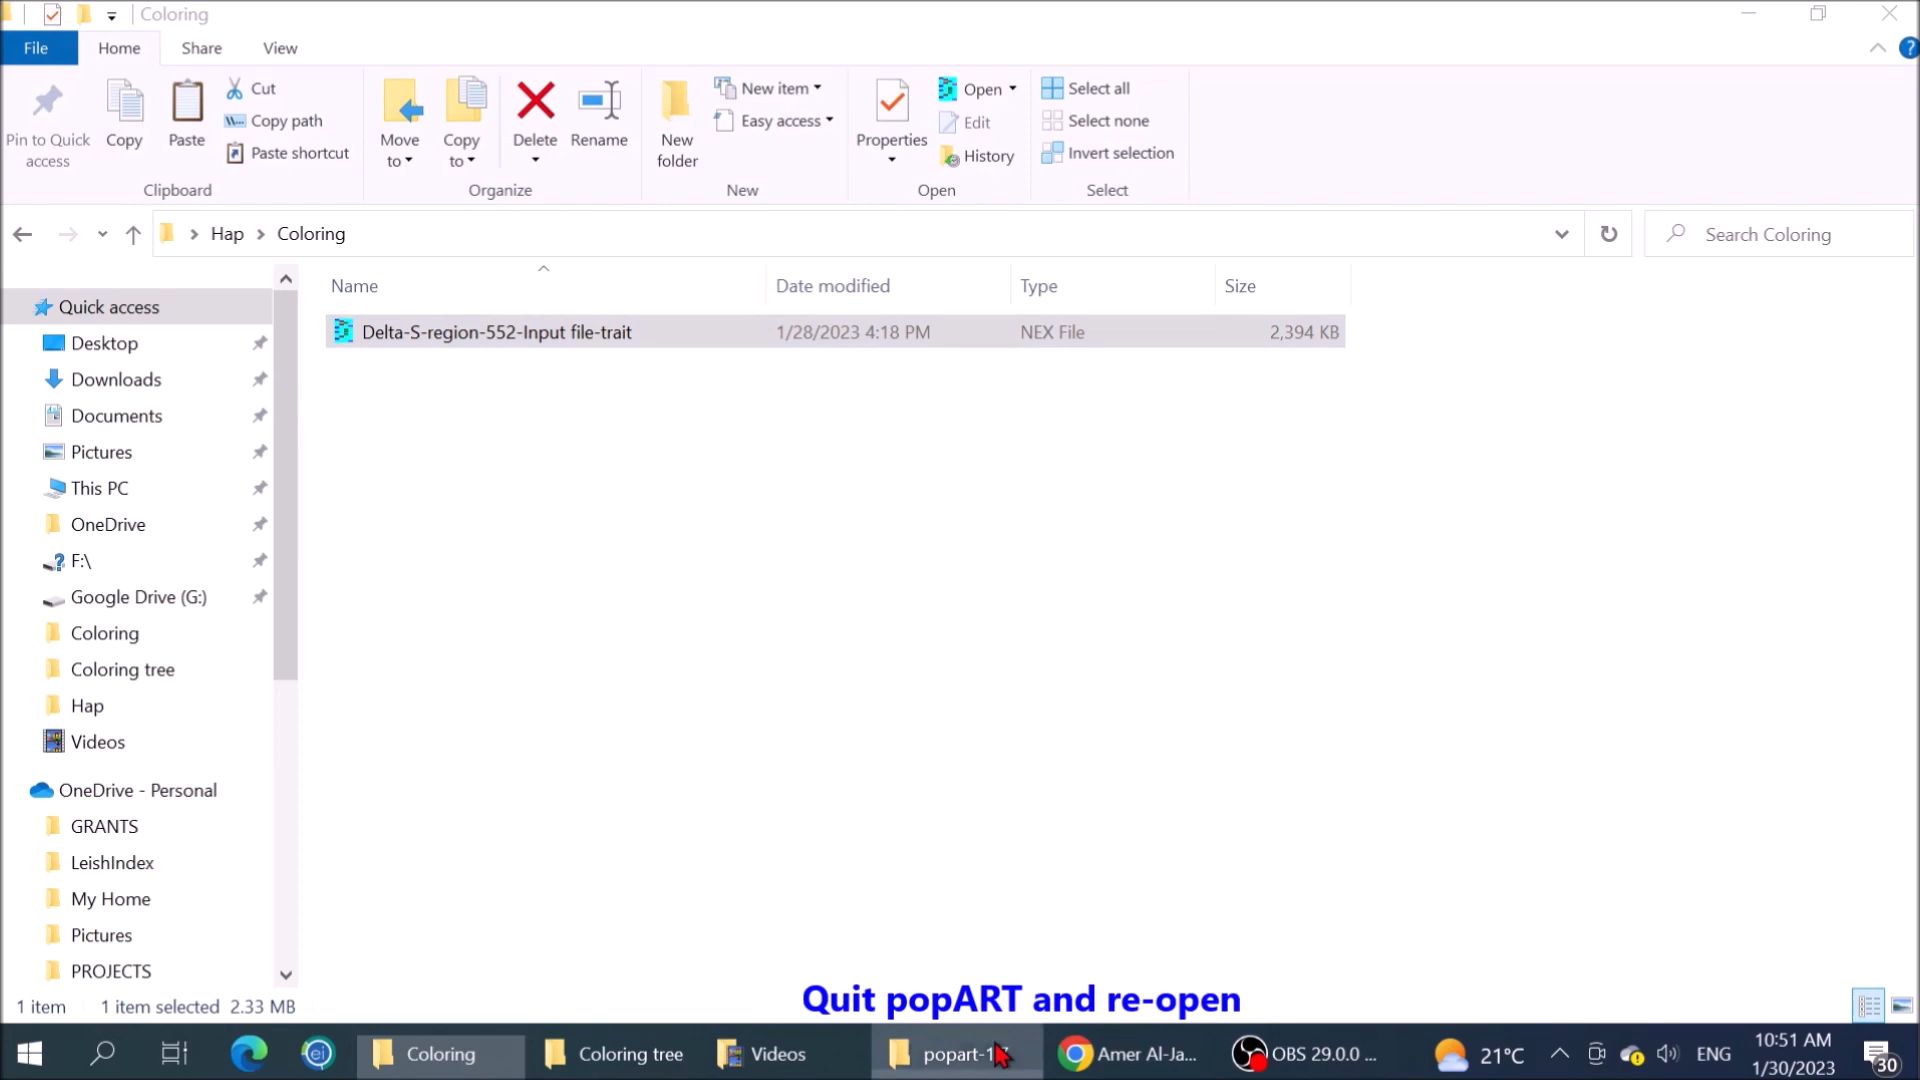 Coloring
File
Home
Share
View
Pin to Quick
access
Copy
Paste
Cut
Copy path
Paste shortcut
Clipboard
Move
to
Copy
to
Delete
Rename
Organize
New
folder
New item
Easy access
New
Properties
Open
Edit
History
Open
Select all
Select none
Invert selection
Select
Hap
Coloring
Search Coloring
Name
Date modified
Type
Size
Delta-S-region-552-Input file-trait
1/28/2023 4:18 PM
NEX File
2,394 KB
Quick access
Desktop
Downloads
Documents
Pictures
This PC
OneDrive
F:\
Google Drive (G:)
Coloring
Coloring tree
Hap
Videos
OneDrive - Personal
GRANTS
LeishIndex
My Home
Pictures
PROJECTS
1 item
1 item selected 2.33 MB
Quit popART and re-open
Coloring
Coloring tree
Videos
popart-1
Amer Al-Ja...
OBS 29.0.0 ...
21°C
ENG
10:51 AM
1/30/2023
30